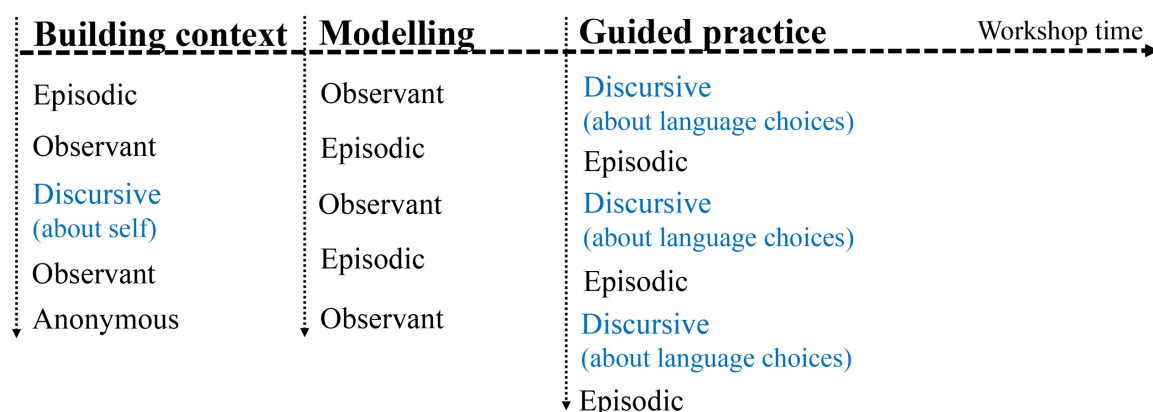 Building context
Modelling
Guided practice
Workshop time
Episodic
Observant
Discursive
(about self)
Observant
Anonymous
Observant
Episodic
Observant
Episodic
Observant
Discursive
(about language choices)
Episodic
Discursive
(about language choices)
Episodic
Discursive
(about language choices)
Episodic